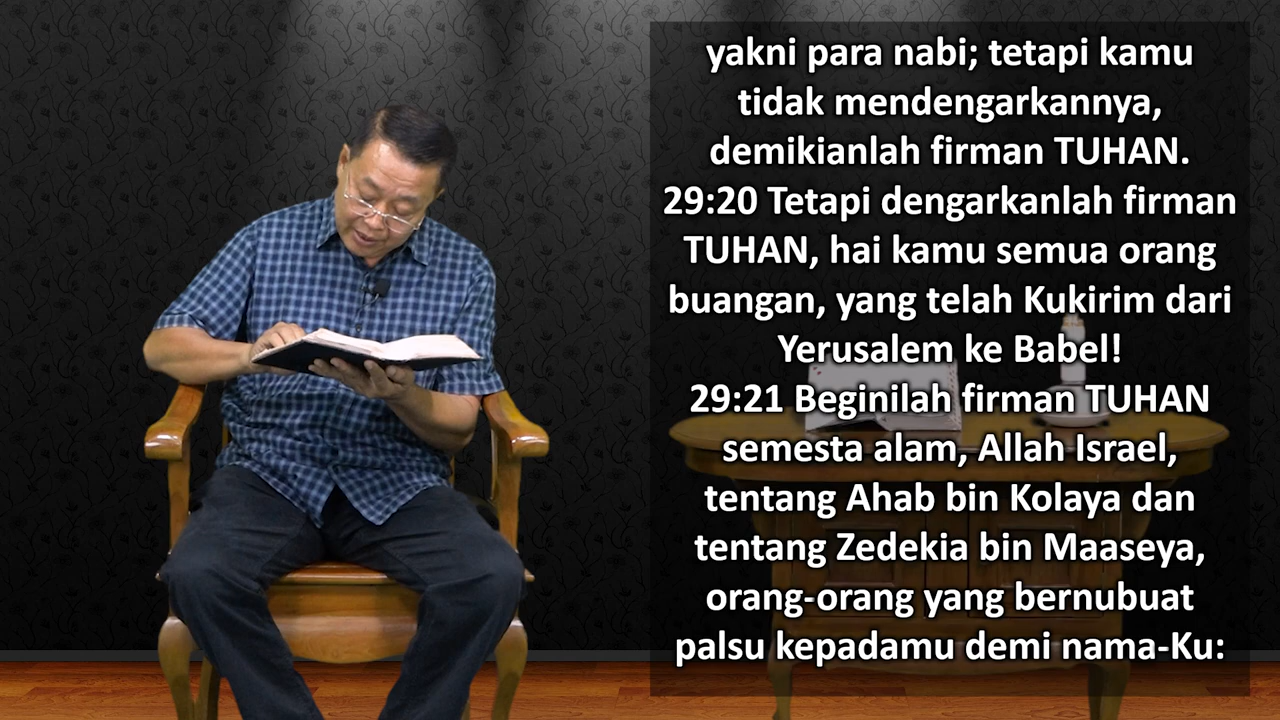 yakni para nabi; tetapi kamu
tidak mendengarkannya,
demikianlah firman TUHAN.
29:20 Tetapi dengarkanlah firman
TUHAN, hai kamu semua orang
buangan, yang telah Kukirim dari
Yerusalem ke Babel!
29:21 Beginilah firman TUHAN
semesta alam, Allah Israel,
tentang Ahab bin Kolaya dan
tentang Zedekia bin Maaseya,
orang-orang yang bernubuat
palsu kepadamu demi nama-Ku: